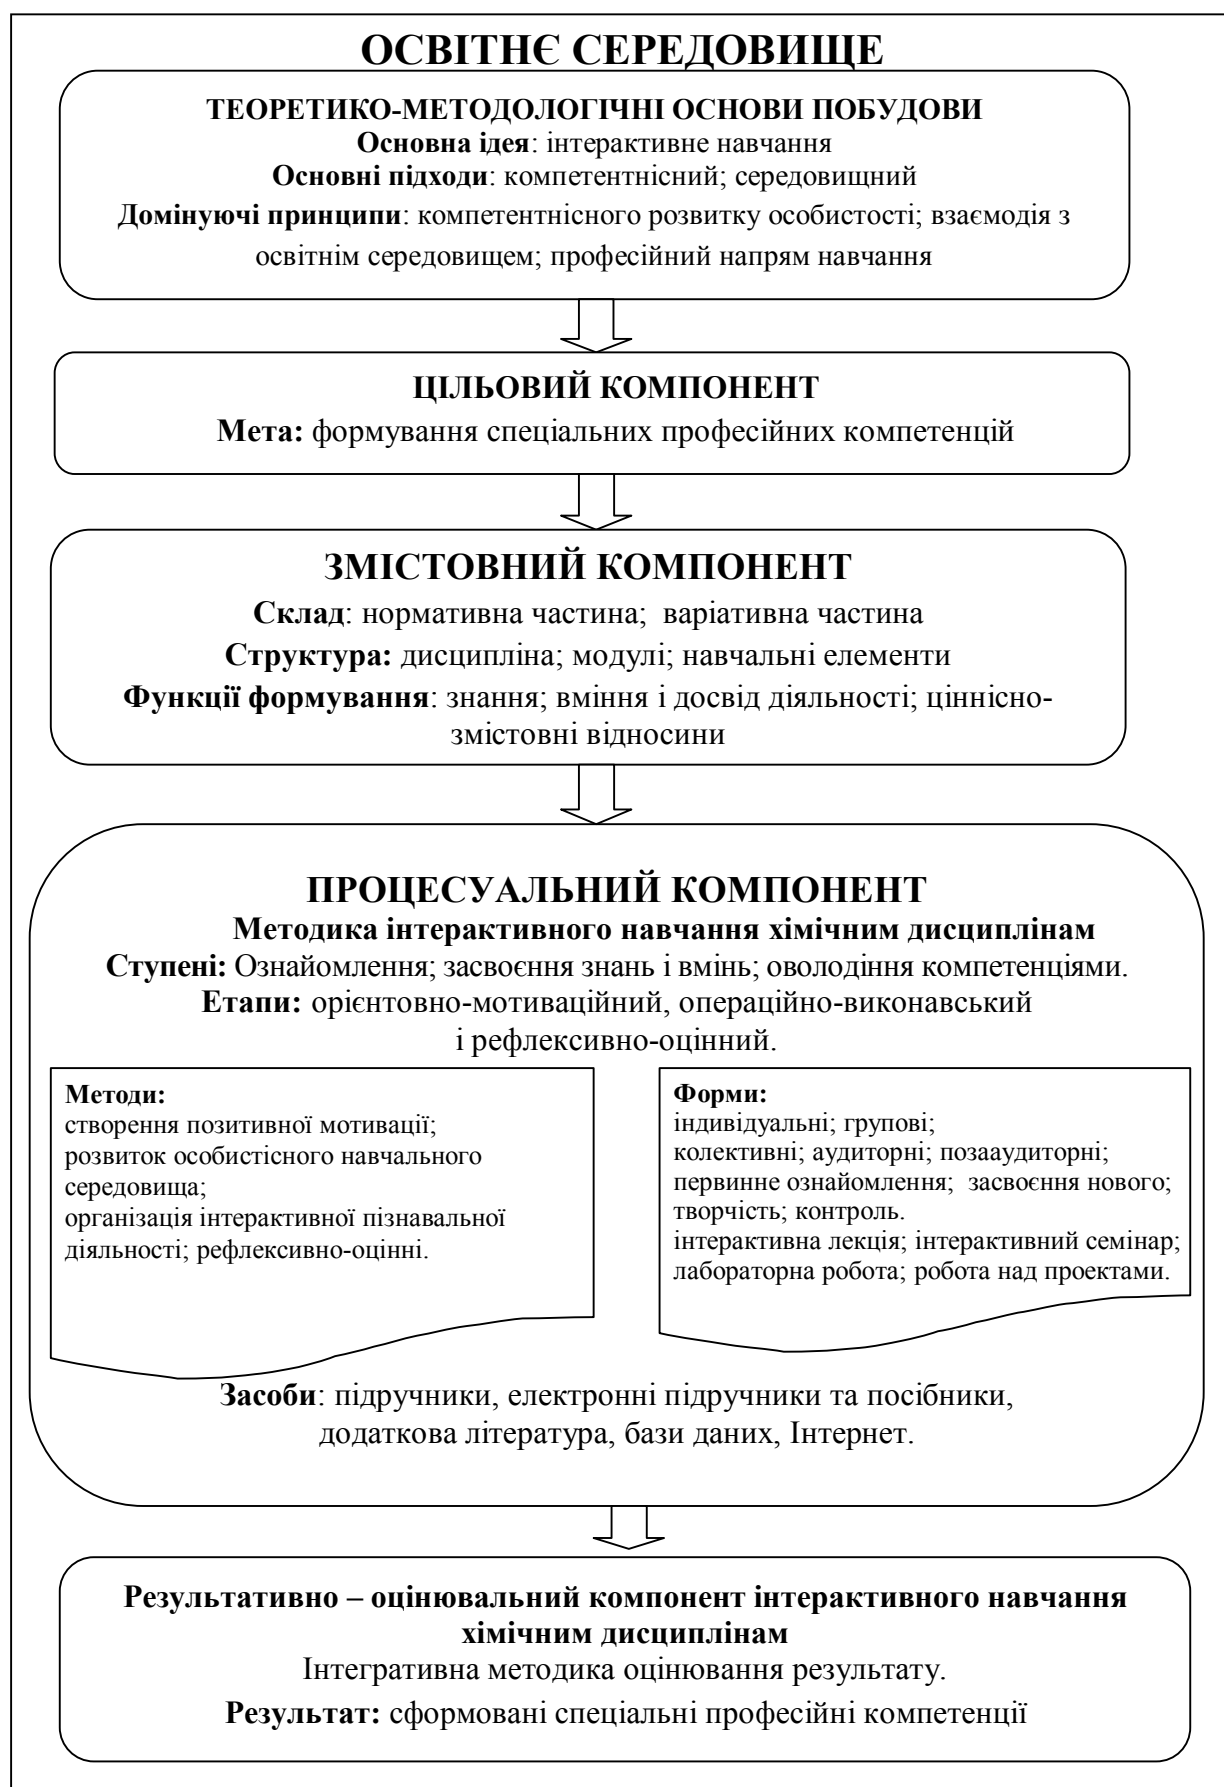 ОСВІТНЄ СЕРЕДОВИЩЕ
ТЕОРЕТИКО-МЕТОДОЛОГІЧНІ ОСНОВИ ПОБУДОВИ
Основна ідея: інтерактивне навчання
Основні підходи: компетентнісний; середовищний
Домінуючі принципи: компетентнісного розвитку особистості; взаємодія з
освітнім середовищем; професійний напрям навчання
ЦІЛЬОВИЙ КОМПОНЕНТ
Мета: формування спеціальних професійних компетенцій
ЗМІСТОВНИЙ КОМПОНЕНТ
Склад: нормативна частина; варіативна частина
Структура: дисципліна; модулі; навчальні елементи
Функції формування: знання; вміння і досвід діяльності; ціннісно-
змістовні відносини
ПРОЦЕСУАЛЬНИЙ КОМПОНЕНТ
Методика інтерактивного навчання хімічним дисциплінам
Ступені: Ознайомлення; засвоєння знань і вмінь; оволодіння компетенціями.
Етапи: орієнтовно-мотиваційний, операційно-виконавський
і рефлексивно-оцінний.
Методи:
створення позитивної мотивації;
розвиток особистісного навчального
середовища;
організація інтерактивної пізнавальної
діяльності; рефлексивно-оцінні.
Форми:
індивідуальні; групові;
колективні; аудиторні; позааудиторні;
первинне ознайомлення; засвоєння нового;
творчість; контроль.
інтерактивна лекція; інтерактивний семінар;
лабораторна робота; робота над проектами.
Засоби: підручники, електронні підручники та посібники,
додаткова література, бази даних, Інтернет.
Результативно – оцінювальний компонент інтерактивного навчання
хімічним дисциплінам
Інтегративна методика оцінювання результату.
Результат: сформовані спеціальні професійні компетенції